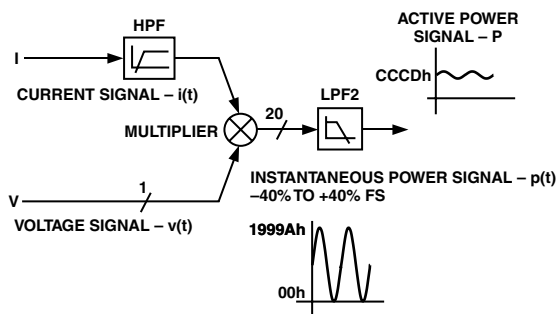 HPF
I
CURRENT SIGNAL – i(t)
MULTIPLIER
20
LPF2
ACTIVE POWER
SIGNAL – P
CCCDh
V
1
VOLTAGE SIGNAL – v(t)
INSTANTANEOUS POWER SIGNAL – p(t)
–40% TO +40% FS
1999Ah
00h